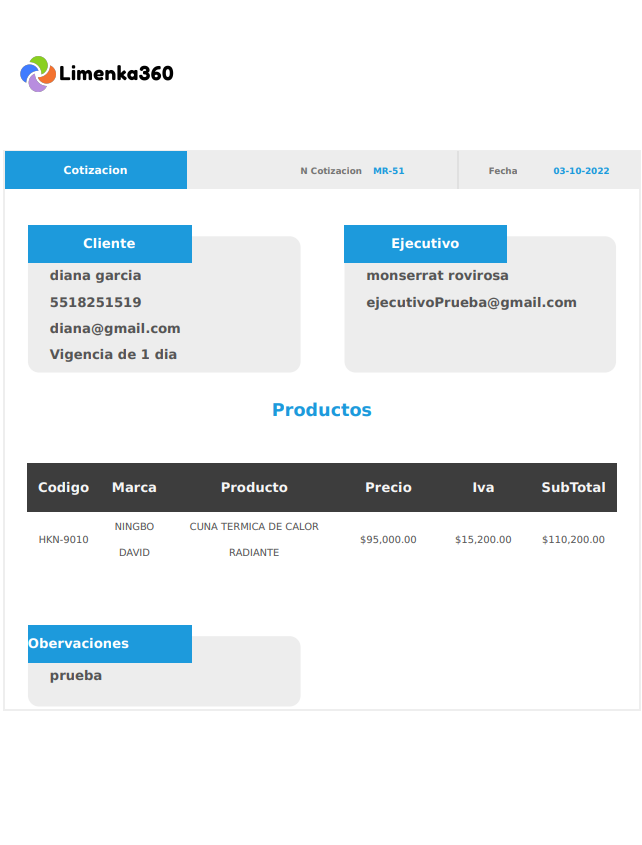 Limenka360
Cotizacion N Cotizacion MR-51 Fecha 03-10-2022
Cliente
diana garcia
5518251519
diana@gmail.com
Vigencia de 1 dia
Ejecutivo
monserrat rovirosa
ejecutivoPrueba@gmail.com
Productos
Codigo Marca Producto Precio Iva SubTotal
HKN-9010 NINGBO DAVID CUNA TERMICA DE CALOR RADIANTE $95,000.00 $15,200.00 $110,200.00
Obervaciones
prueba